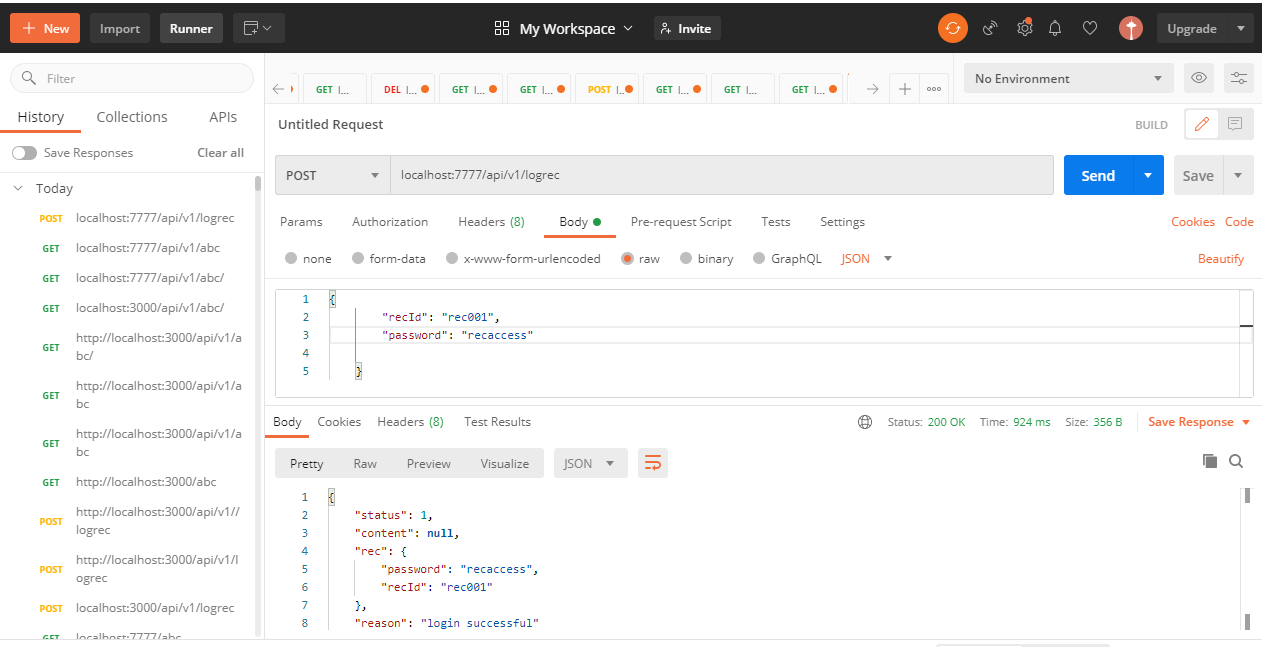 New Import Runner My Workspace Invite Upgrade
Filter
History Collections APIs
Save Responses Clear all
Today
POST localhost:7777/api/v1/logrec
GET localhost:7777/api/v1/abc
GET localhost:7777/api/v1/abc/
GET localhost:3000/api/v1/abc/
GET http://localhost:3000/api/v1/a
bc/
GET http://localhost:3000/api/v1/a
bc
GET http://localhost:3000/api/v1/a
bc
GET http://localhost:3000/abc
POST http://localhost:3000/api/v1//
logrec
POST http://localhost:3000/api/v1/l
ogrec
POST localhost:3000/api/v1/logrec
GET localhost:7777/abc
GET l... DEL l... GET l... GET l... POST l.. GET l... GET l... GET l...
No Environment
Untitled Request BUILD
POST localhost:7777/api/v1/logrec Send Save
Params Authorization Headers (8) Body Pre-request Script Tests Settings Cookies Code
none form-data x-www-form-urlencoded raw binary GraphQL JSON Beautify
1 {
2 "recId": "rec001",
3 "password": "recaccess"
4
5 }
Body Cookies Headers (8) Test Results Status: 200 OK Time: 924 ms Size: 356 B Save Response
Pretty Raw Preview Visualize JSON
1 {
2 "status": 1,
3 "content": null,
4 "rec": {
5 "password": "recaccess",
6 "recId": "rec001"
7 },
8 "reason": "login successful"